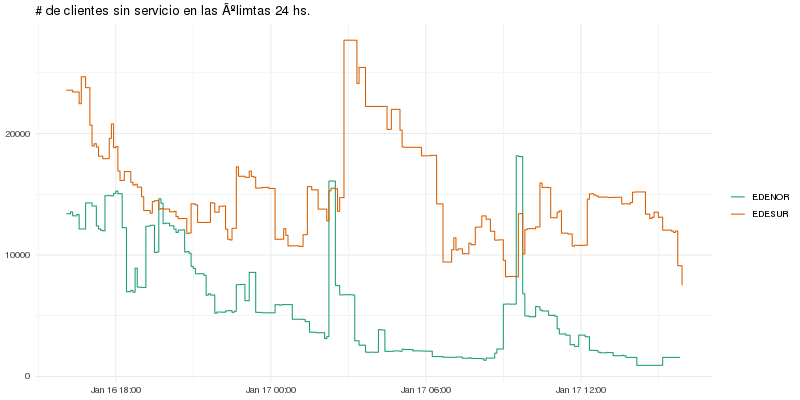 # de clientes sin servicio en las Ãºlimtas 24 hs.
20000
10000
0
Jan 16 18:00 Jan 17 00:00 Jan 17 06:00 Jan 17 12:00
EDENOR
EDESUR